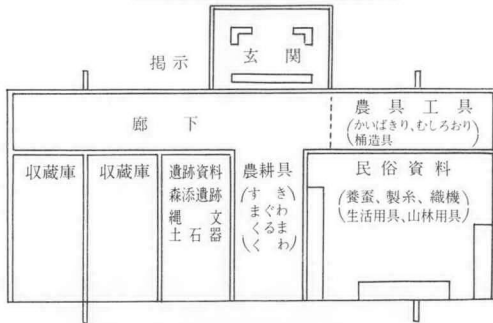 掲示
玄関
廊下
農具工具
(かいばきり、むしろおり)
(桶造具)
収蔵庫
収蔵庫
遺跡資料
森添遺跡
縄文
土石器
農耕具
(すき
まぐわ
くるま
くわ)
民俗資料
(養蚕、製糸、織機)
(生活用具、山林用具)